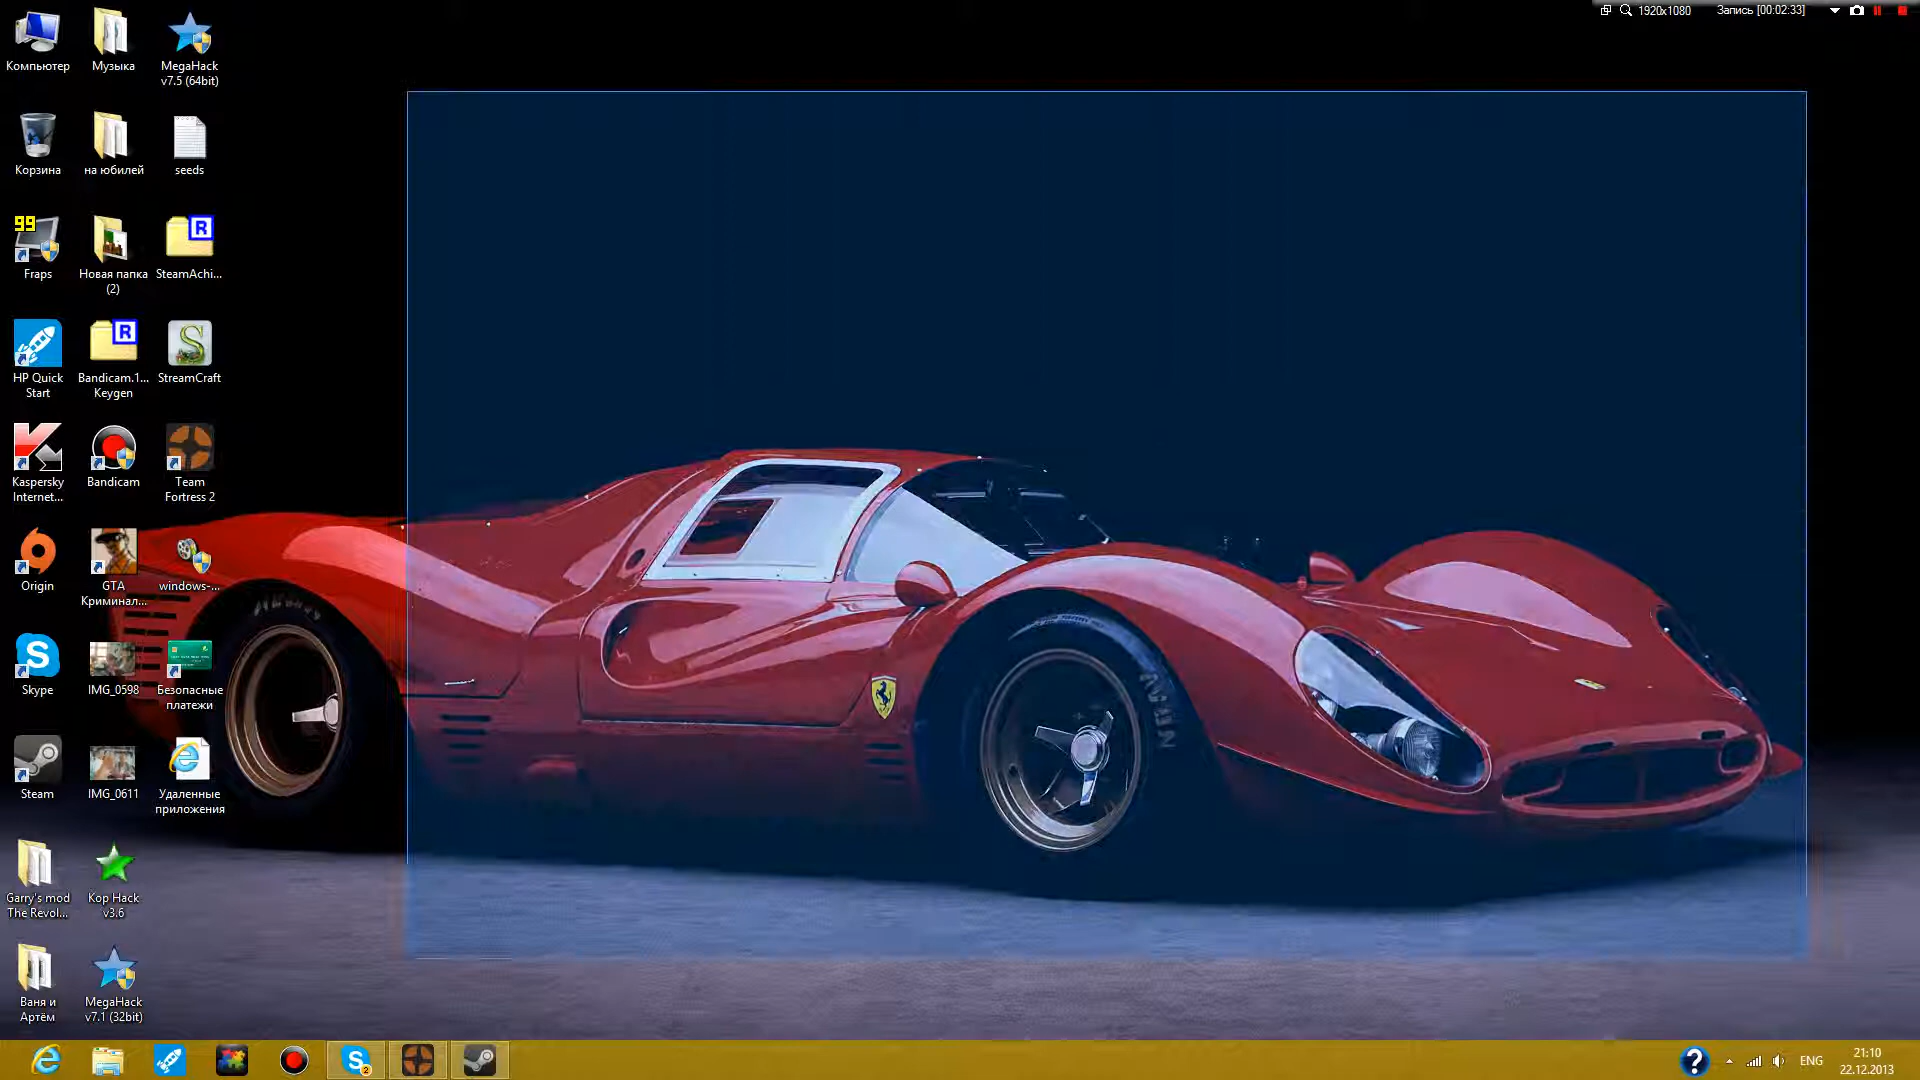 1920x1080 Запись [00:02:33]
Компьютер
Музыка
MegaHack
v7.5 (64bit)
Корзина
на юбилей
seeds
99
Fraps
Новая папка
(2)
R
SteamAchi...
HP Quick
Start
R
Bandicam.1...
Keygen
S
StreamCraft
Kaspersky
Internet...
Bandicam
Team
Fortress 2
Origin
GTA
Криминал...
windows-...
S
Skype
IMG_0598
Безопасные
платежи
Steam
IMG_0611
Удаленные
приложения
Garry's mod
The Revol...
Kop Hack
v3.6
Ваня и
Артём
MegaHack
v7.1 (32bit)
S 2
?
ENG
21:10
22.12.2013